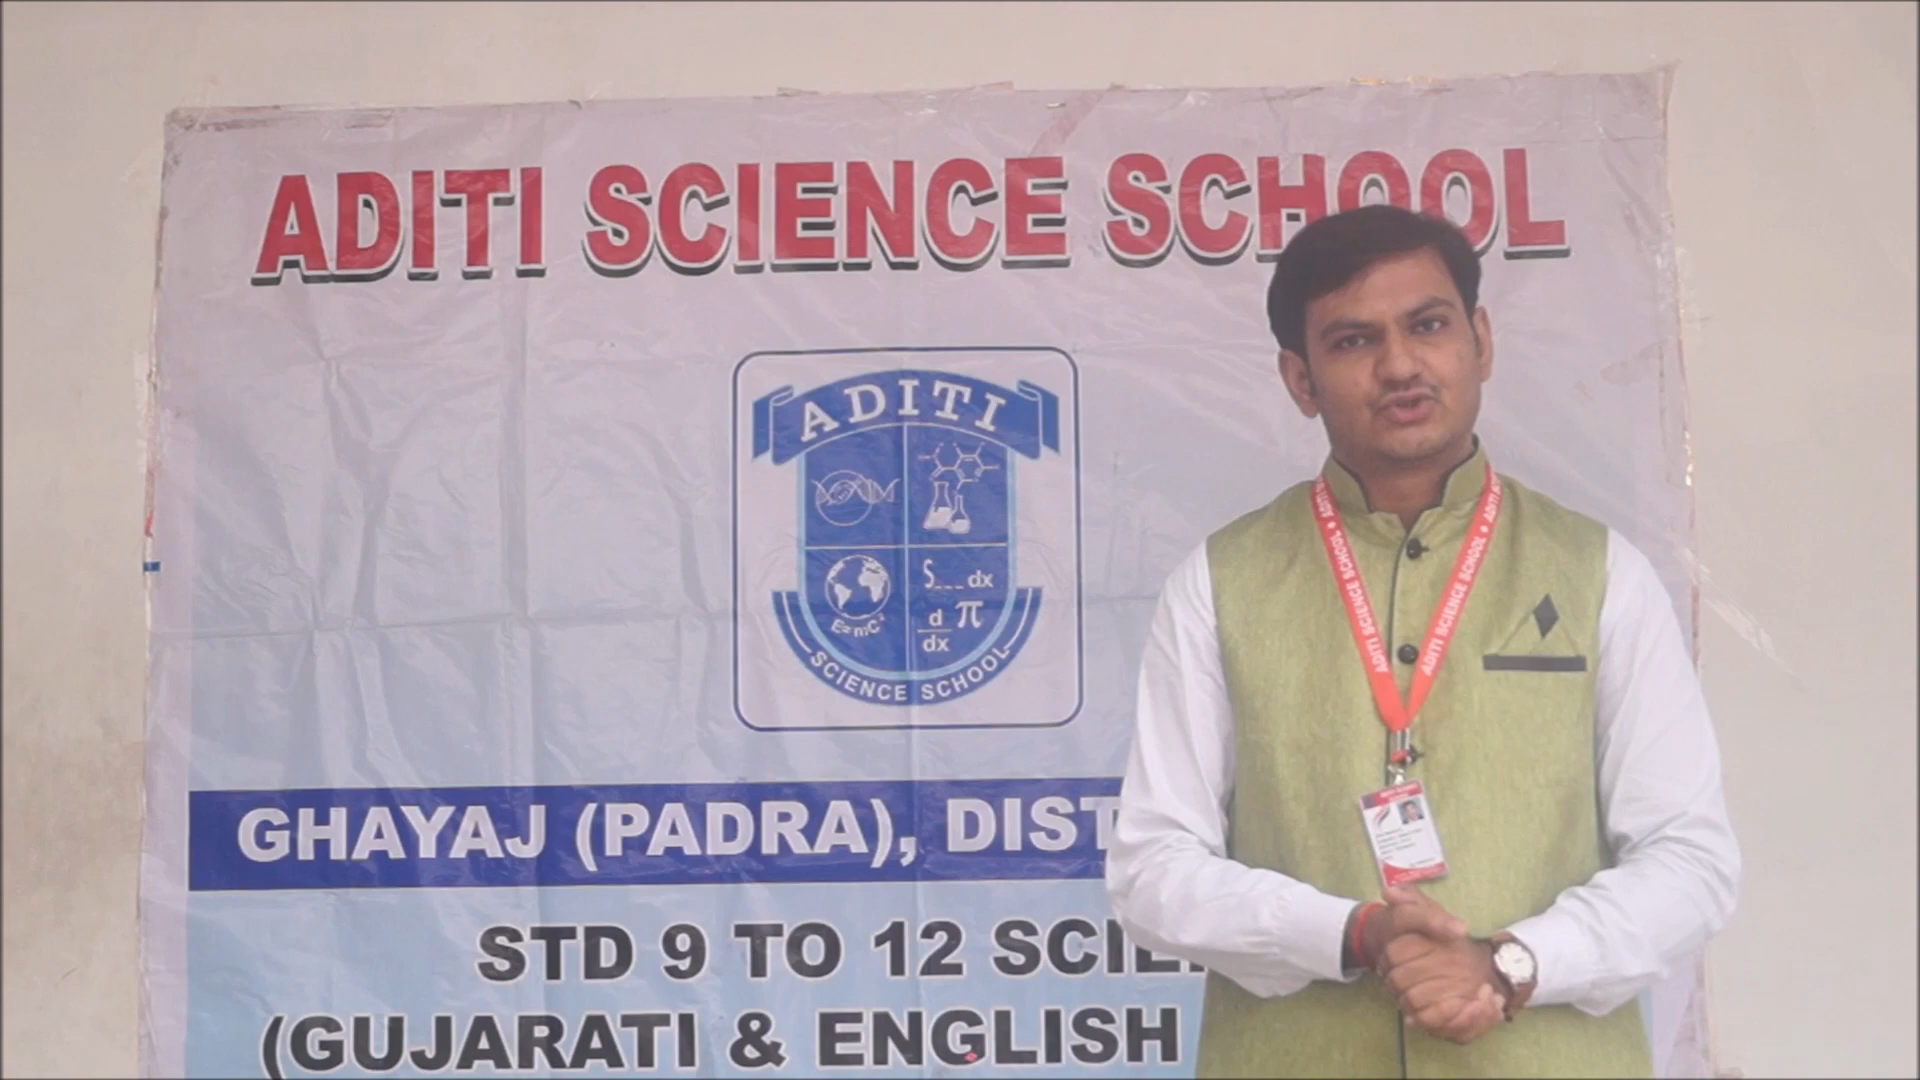 ADITI SCIENCE SCHOOL
ADITI
S dx
E=mC²
d π
dx
SCIENCE SCHOOL
GHAYAJ (PADRA), DIST
STD 9 TO 12
(GUJARATI & ENGLISH
ADITI SCIENCE SCHOOL
ADITI SCIENCE SCHOOL